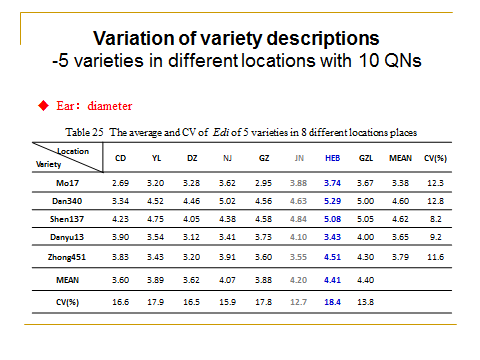 Variation of variety descriptions
-5 varieties in different locations with 10 QNs
Ear： diameter
Table 25 The average and CV of Edi of 5 varieties in 8 different locations places
Location
Variety
CD YL DZ NJ GZ JN HEB GZL MEAN CV(%)
Mo17 2.69 3.20 3.28 3.62 2.95 3.88 3.74 3.67 3.38 12.3
Dan340 3.34 4.52 4.46 5.02 4.56 4.63 5.29 5.00 4.60 12.8
Shen137 4.23 4.75 4.05 4.38 4.58 4.84 5.08 5.05 4.62 8.2
Danyu13 3.90 3.54 3.12 3.41 3.73 4.10 3.43 4.00 3.65 9.2
Zhong451 3.83 3.43 3.20 3.91 3.60 3.55 4.51 4.30 3.79 11.6
MEAN 3.60 3.89 3.62 4.07 3.88 4.20 4.41 4.40
CV(%) 16.6 17.9 16.5 15.9 17.8 12.7 18.4 13.8